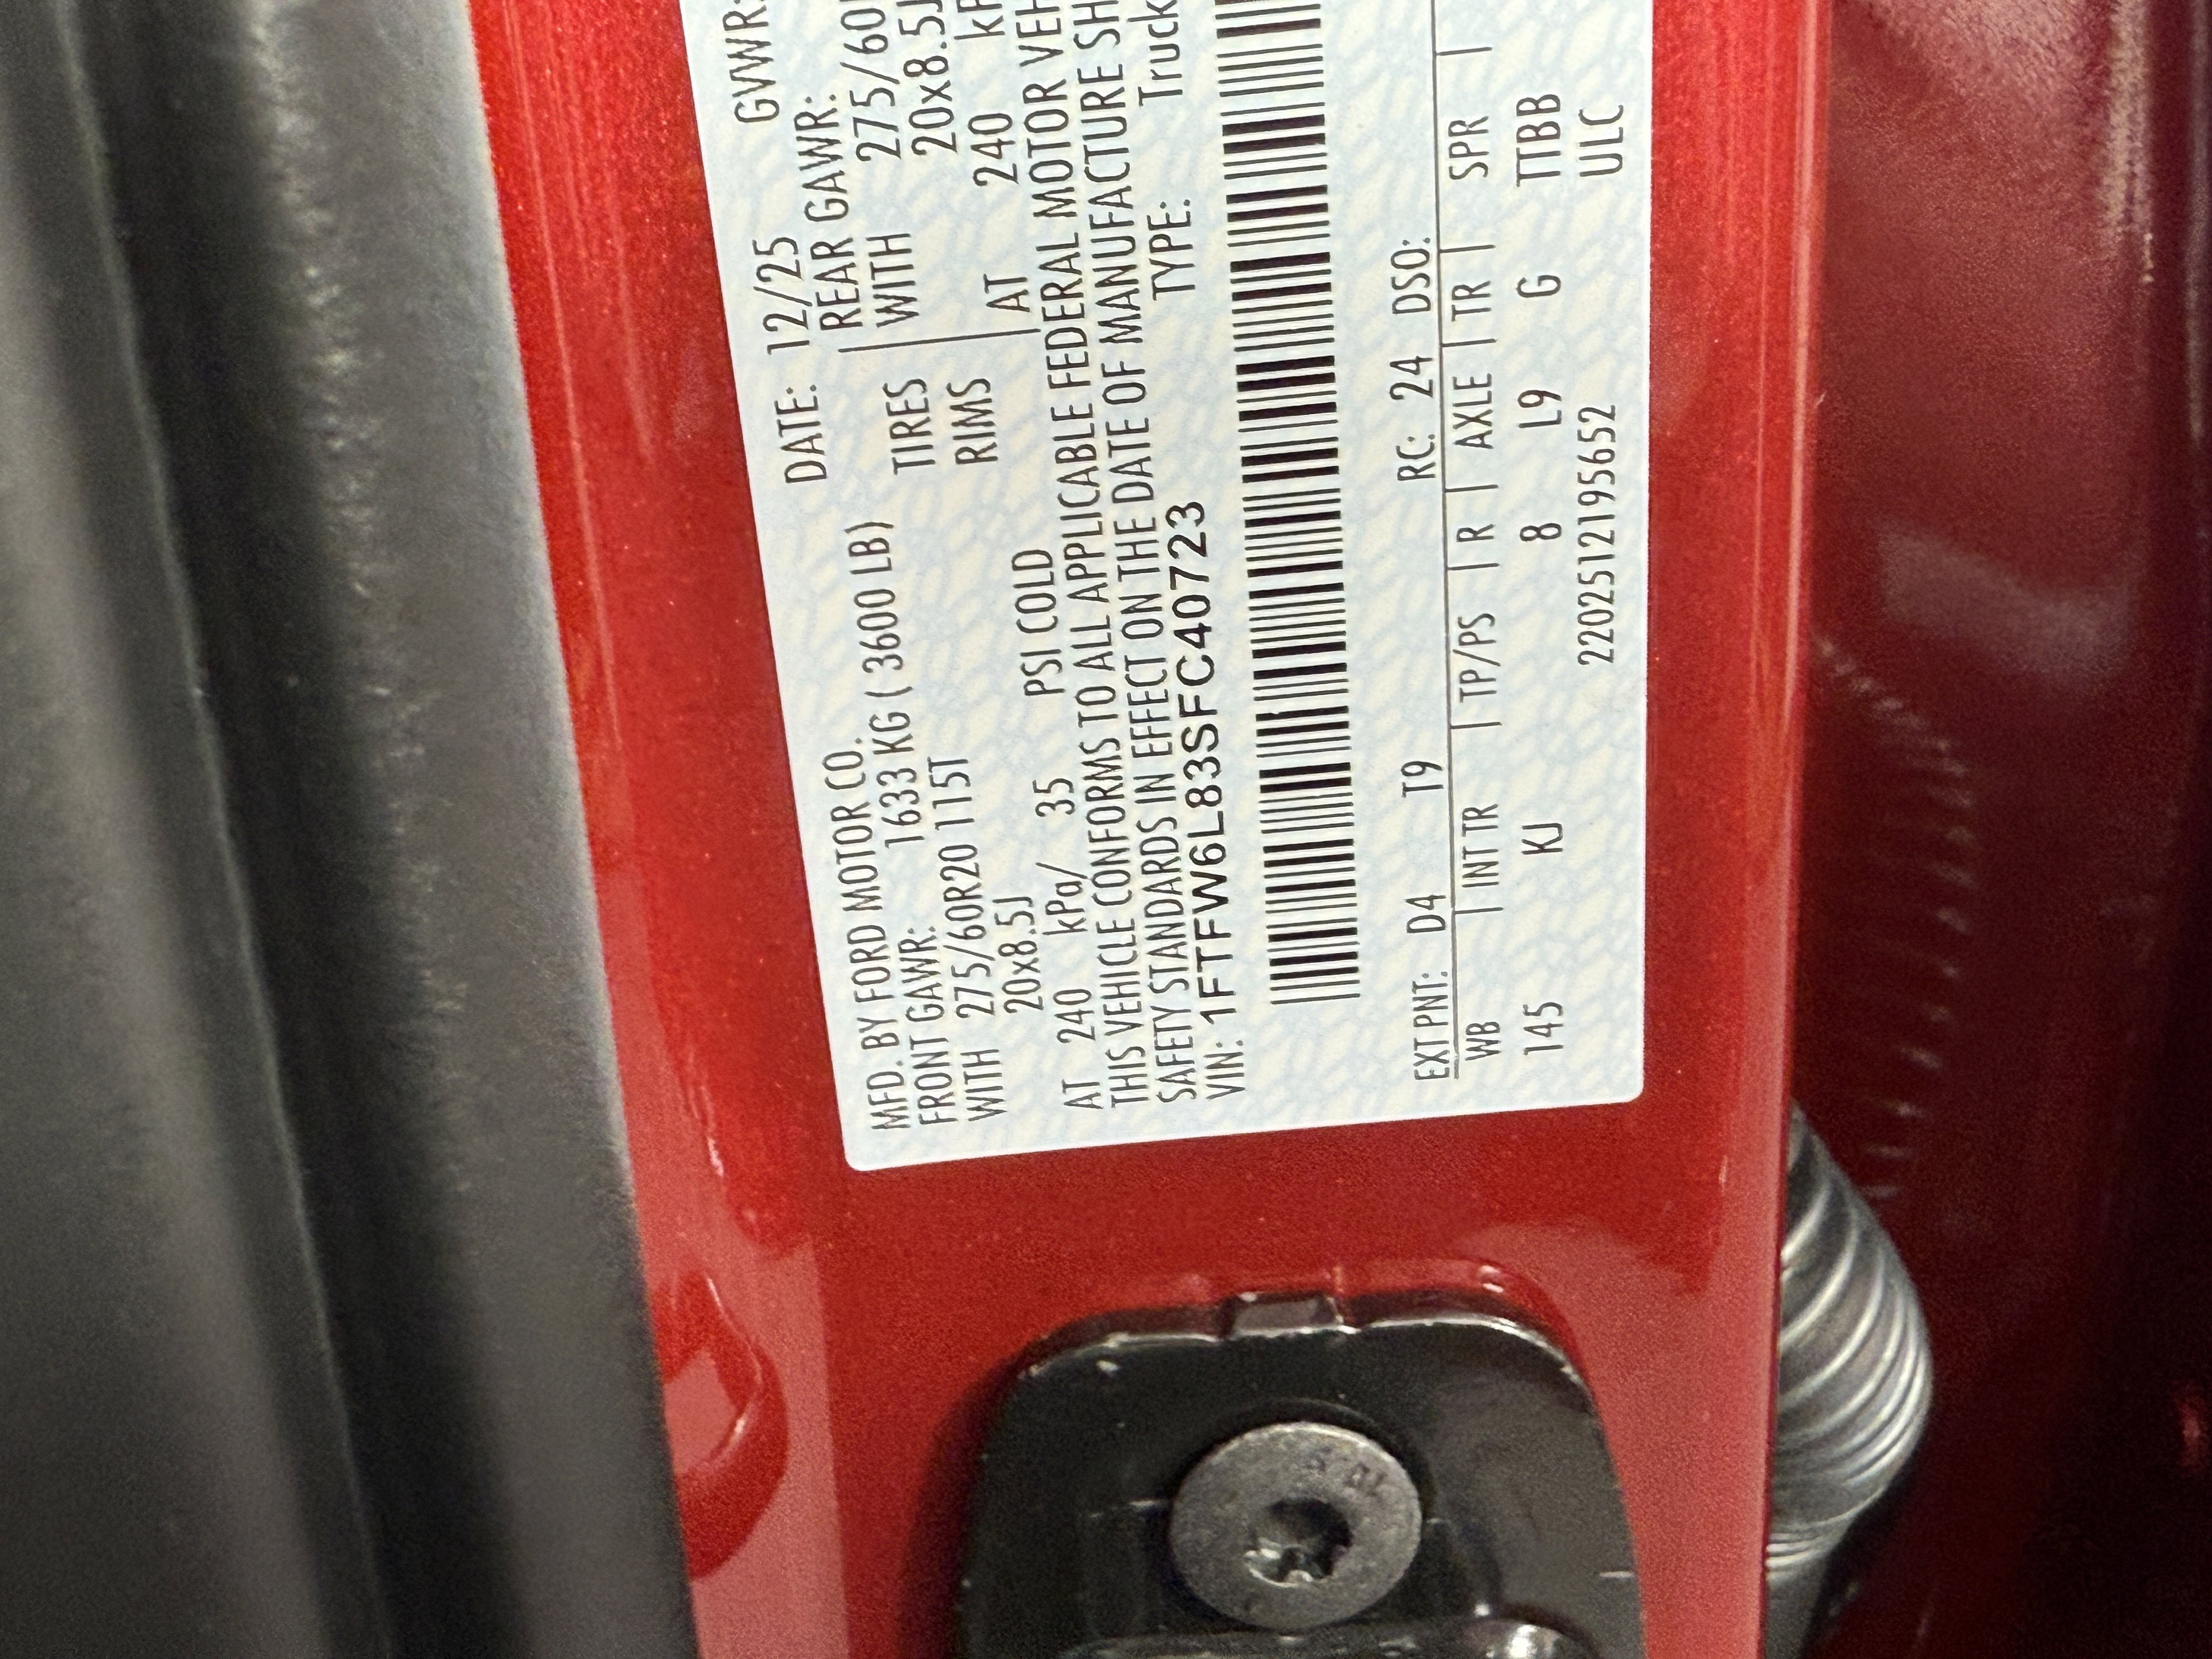 MFD. BY FORD MOTOR CO. DATE: 12/25 GVWR:
FRONT GAWR: 1633 KG ( 3600 LB) REAR GAWR:
WITH 275/60R20 115T TIRES WITH 275/60
20x8.5J RIMS 20x8.5J
AT 240 kPa/ 35 PSI COLD AT 240
THIS VEHICLE CONFORMS TO ALL APPLICABLE FEDERAL MOTOR VEH
SAFETY STANDARDS IN EFFECT ON THE DATE OF MANUFACTURE SH
VIN: 1FTFW6L83SFC40723 TYPE: Truck
EXT PNT: D4 T9 RC: 24 DSO:
WB | INT TR | TP/PS | R | AXLE | TR | SPR |
145 KJ 8 L9 G TTBB
2202512195652 ULC